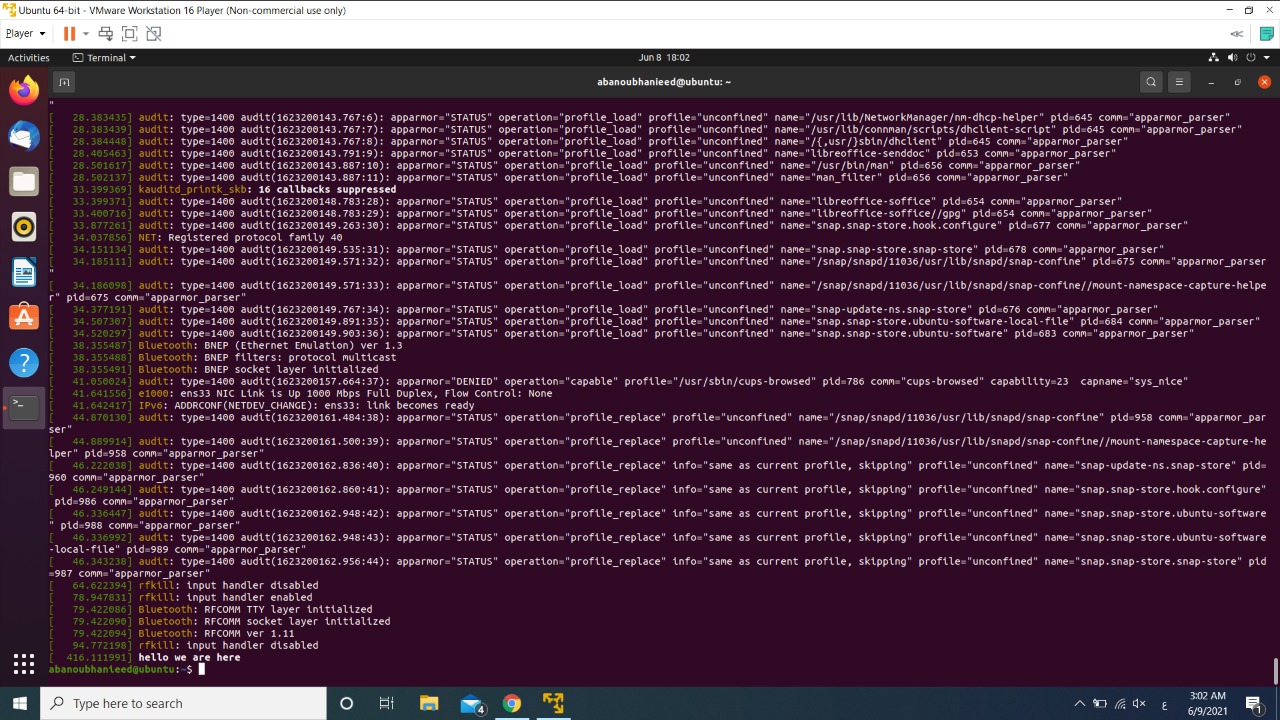 Ubuntu 64-bit - VMware Workstation 16 Player (Non-commercial use only)
Player
Activities
Terminal
Jun 8 18:02
abanoubhanieed@ubuntu: ~
"
[   28.383435] audit: type=1400 audit(1623200143.767:6): apparmor="STATUS" operation="profile_load" profile="unconfined" name="/usr/lib/NetworkManager/nm-dhcp-helper" pid=645 comm="apparmor_parser"
[   28.383439] audit: type=1400 audit(1623200143.767:7): apparmor="STATUS" operation="profile_load" profile="unconfined" name="/usr/lib/connman/scripts/dhclient-script" pid=645 comm="apparmor_parser"
[   28.384448] audit: type=1400 audit(1623200143.767:8): apparmor="STATUS" operation="profile_load" profile="unconfined" name="/{,usr/}sbin/dhclient" pid=645 comm="apparmor_parser"
[   28.405463] audit: type=1400 audit(1623200143.791:9): apparmor="STATUS" operation="profile_load" profile="unconfined" name="libreoffice-senddoc" pid=653 comm="apparmor_parser"
[   28.501617] audit: type=1400 audit(1623200143.887:10): apparmor="STATUS" operation="profile_load" profile="unconfined" name="/usr/bin/man" pid=656 comm="apparmor_parser"
[   28.502137] audit: type=1400 audit(1623200143.887:11): apparmor="STATUS" operation="profile_load" profile="unconfined" name="man_filter" pid=656 comm="apparmor_parser"
[   33.399369] kauditd_printk_skb: 16 callbacks suppressed
[   33.399371] audit: type=1400 audit(1623200148.783:28): apparmor="STATUS" operation="profile_load" profile="unconfined" name="libreoffice-soffice" pid=654 comm="apparmor_parser"
[   33.400716] audit: type=1400 audit(1623200148.783:29): apparmor="STATUS" operation="profile_load" profile="unconfined" name="libreoffice-soffice//gpg" pid=654 comm="apparmor_parser"
[   33.877261] audit: type=1400 audit(1623200149.263:30): apparmor="STATUS" operation="profile_load" profile="unconfined" name="snap.snap-store.hook.configure" pid=677 comm="apparmor_parser"
[   34.037856] NET: Registered protocol family 40
[   34.151134] audit: type=1400 audit(1623200149.535:31): apparmor="STATUS" operation="profile_load" profile="unconfined" name="snap.snap-store.snap-store" pid=678 comm="apparmor_parser"
[   34.185111] audit: type=1400 audit(1623200149.571:32): apparmor="STATUS" operation="profile_load" profile="unconfined" name="/snap/snapd/11036/usr/lib/snapd/snap-confine" pid=675 comm="apparmor_parser
"
[   34.186098] audit: type=1400 audit(1623200149.571:33): apparmor="STATUS" operation="profile_load" profile="unconfined" name="/snap/snapd/11036/usr/lib/snapd/snap-confine//mount-namespace-capture-helpe
r" pid=675 comm="apparmor_parser"
[   34.377191] audit: type=1400 audit(1623200149.767:34): apparmor="STATUS" operation="profile_load" profile="unconfined" name="snap-update-ns.snap-store" pid=676 comm="apparmor_parser"
[   34.507307] audit: type=1400 audit(1623200149.891:35): apparmor="STATUS" operation="profile_load" profile="unconfined" name="snap.snap-store.ubuntu-software-local-file" pid=684 comm="apparmor_parser"
[   34.520297] audit: type=1400 audit(1623200149.903:36): apparmor="STATUS" operation="profile_load" profile="unconfined" name="snap.snap-store.ubuntu-software" pid=683 comm="apparmor_parser"
[   38.355487] Bluetooth: BNEP (Ethernet Emulation) ver 1.3
[   38.355488] Bluetooth: BNEP filters: protocol multicast
[   38.355491] Bluetooth: BNEP socket layer initialized
[   41.050024] audit: type=1400 audit(1623200157.664:37): apparmor="DENIED" operation="capable" profile="/usr/sbin/cups-browsed" pid=786 comm="cups-browsed" capability=23  capname="sys_nice"
[   41.641556] e1000: ens33 NIC Link is Up 1000 Mbps Full Duplex, Flow Control: None
[   41.642417] IPv6: ADDRCONF(NETDEV_CHANGE): ens33: link becomes ready
[   44.870130] audit: type=1400 audit(1623200161.484:38): apparmor="STATUS" operation="profile_replace" profile="unconfined" name="/snap/snapd/11036/usr/lib/snapd/snap-confine" pid=958 comm="apparmor_par
ser"
[   44.889914] audit: type=1400 audit(1623200161.500:39): apparmor="STATUS" operation="profile_replace" profile="unconfined" name="/snap/snapd/11036/usr/lib/snapd/snap-confine//mount-namespace-capture-he
lper" pid=958 comm="apparmor_parser"
[   46.222038] audit: type=1400 audit(1623200162.836:40): apparmor="STATUS" operation="profile_replace" info="same as current profile, skipping" profile="unconfined" name="snap-update-ns.snap-store" pid=
960 comm="apparmor_parser"
[   46.249144] audit: type=1400 audit(1623200162.860:41): apparmor="STATUS" operation="profile_replace" info="same as current profile, skipping" profile="unconfined" name="snap.snap-store.hook.configure"
 pid=986 comm="apparmor_parser"
[   46.336447] audit: type=1400 audit(1623200162.948:42): apparmor="STATUS" operation="profile_replace" info="same as current profile, skipping" profile="unconfined" name="snap.snap-store.ubuntu-software
" pid=988 comm="apparmor_parser"
[   46.336992] audit: type=1400 audit(1623200162.948:43): apparmor="STATUS" operation="profile_replace" info="same as current profile, skipping" profile="unconfined" name="snap.snap-store.ubuntu-software
-local-file" pid=989 comm="apparmor_parser"
[   46.343238] audit: type=1400 audit(1623200162.956:44): apparmor="STATUS" operation="profile_replace" info="same as current profile, skipping" profile="unconfined" name="snap.snap-store.snap-store" pid
=987 comm="apparmor_parser"
[   64.622394] rfkill: input handler disabled
[   78.947831] rfkill: input handler enabled
[   79.422086] Bluetooth: RFCOMM TTY layer initialized
[   79.422090] Bluetooth: RFCOMM socket layer initialized
[   79.422094] Bluetooth: RFCOMM ver 1.11
[   94.772198] rfkill: input handler disabled
[  416.111991] hello we are here
abanoubhanieed@ubuntu:~$
Type here to search
4
ع
3:02 AM
6/9/2021
1